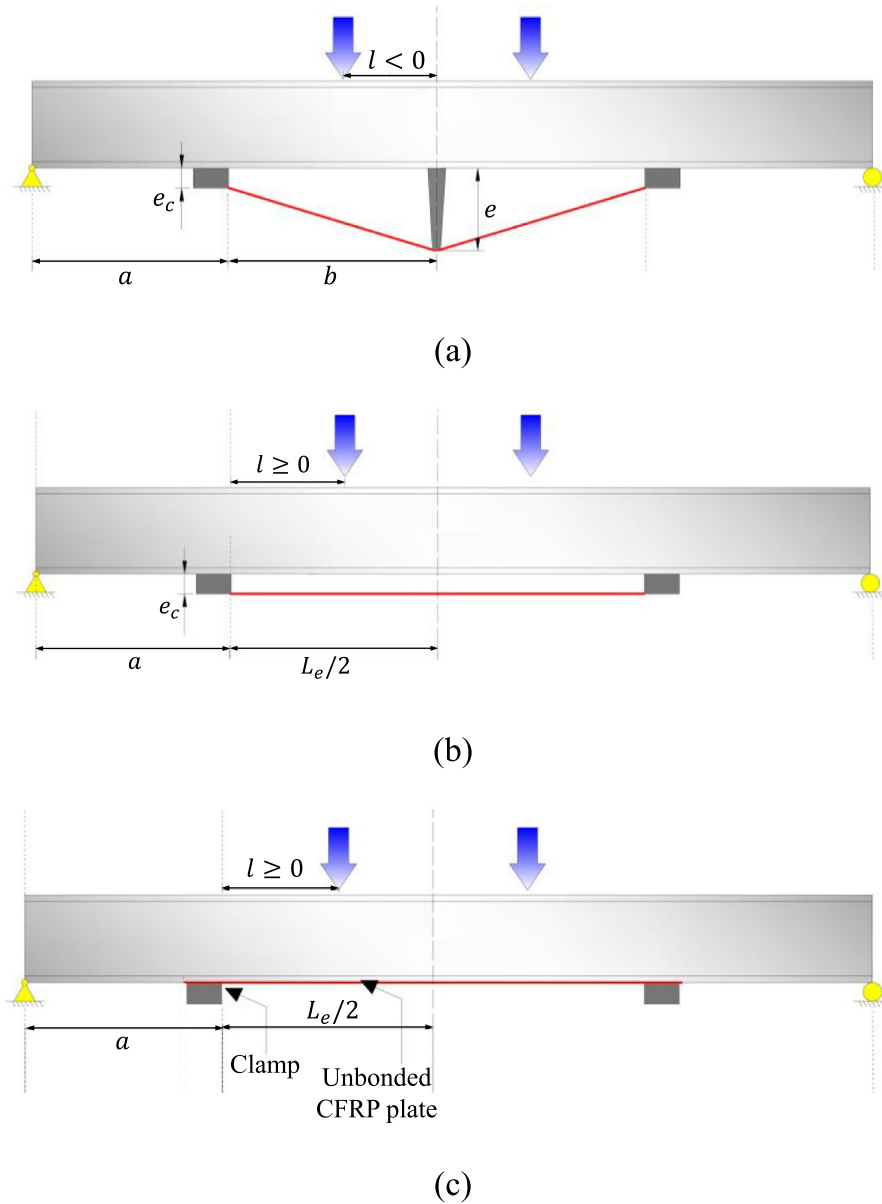 l < 0
e_c
e
a
b
(a)
l ≥ 0
e_c
a
L_e/2
(b)
l ≥ 0
L_e/2
a
Clamp
Unbonded
CFRP plate
(c)